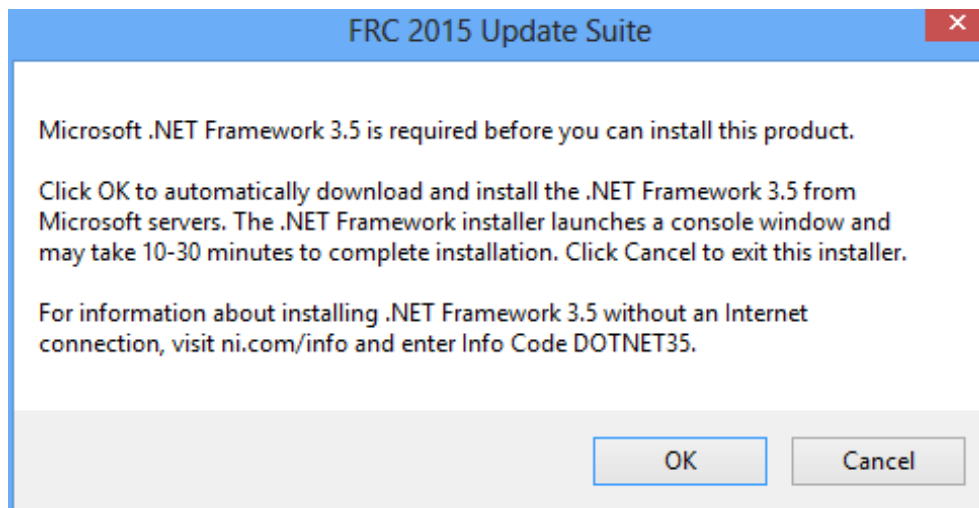 FRC 2015 Update Suite
Microsoft .NET Framework 3.5 is required before you can install this product.
Click OK to automatically download and install the .NET Framework 3.5 from
Microsoft servers. The .NET Framework installer launches a console window and
may take 10-30 minutes to complete installation. Click Cancel to exit this installer.
For information about installing .NET Framework 3.5 without an Internet
connection, visit ni.com/info and enter Info Code DOTNET35.
OK
Cancel